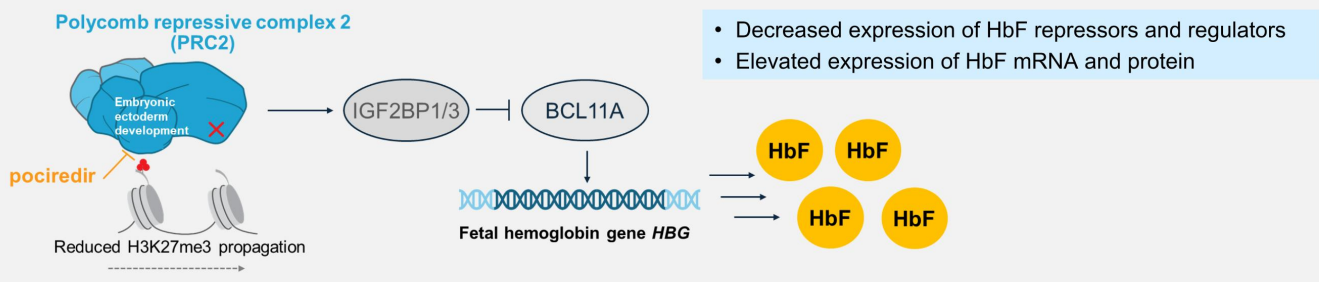 Polycomb repressive complex 2
(PRC2)
Embryonic
ectoderm
development
pociredir
Reduced H3K27me3 propagation
IGF2BP1/3
BCL11A
Fetal hemoglobin gene HBG
• Decreased expression of HbF repressors and regulators
• Elevated expression of HbF mRNA and protein
HbF
HbF
HbF
HbF